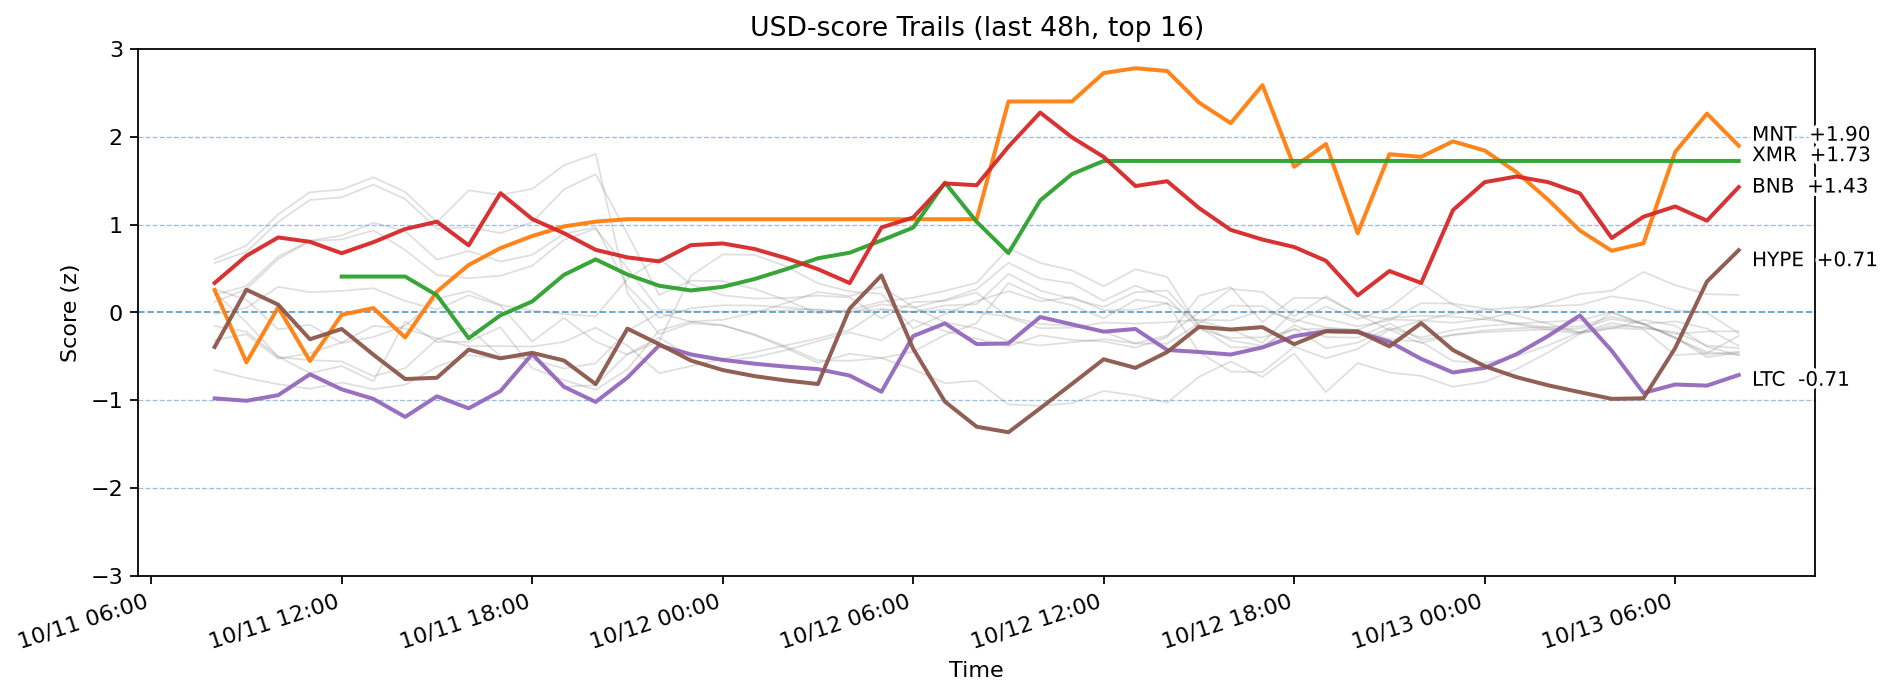 USD-score Trails (last 48h, top 16)
Score (z)
3
2
1
0
−1
−2
−3
MNT +1.90
XMR +1.73
BNB +1.43
HYPE +0.71
LTC -0.71
10/11 06:00
10/11 12:00
10/11 18:00
10/12 00:00
10/12 06:00
10/12 12:00
10/12 18:00
10/13 00:00
10/13 06:00
Time